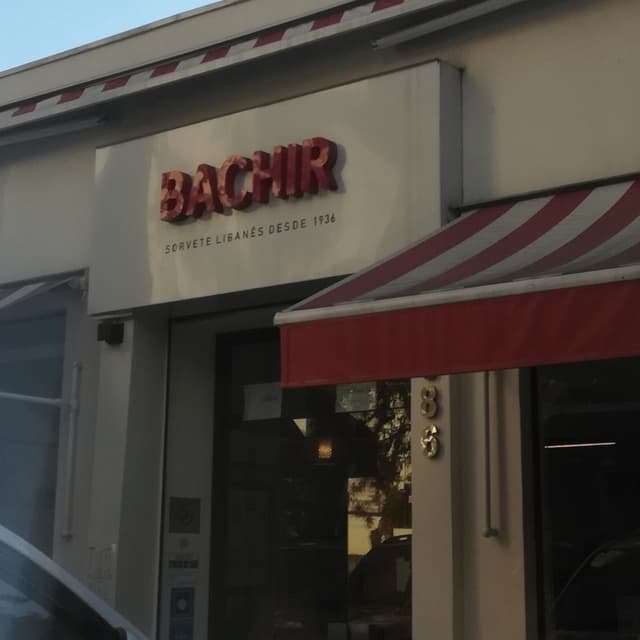 BACHIR
SORVETE LIBANÊS DESDE 1936